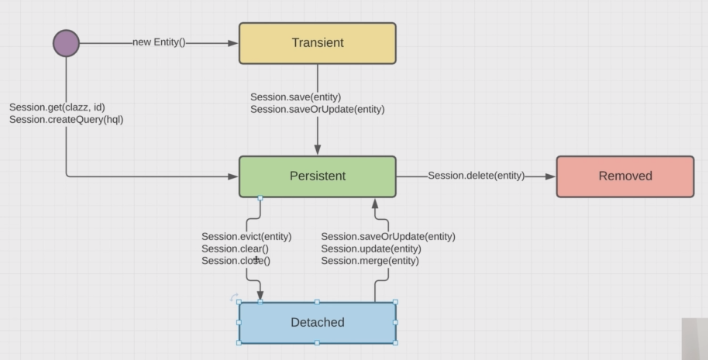 new Entity()
Transient
Session.get(clazz, id)
Session.createQuery(hql)
Session.save(entity)
Session.saveOrUpdate(entity)
Persistent
Session.delete(entity)
Removed
Session.evict(entity)
Session.clear()
Session.close()
Session.saveOrUpdate(entity)
Session.update(entity)
Session.merge(entity)
Detached